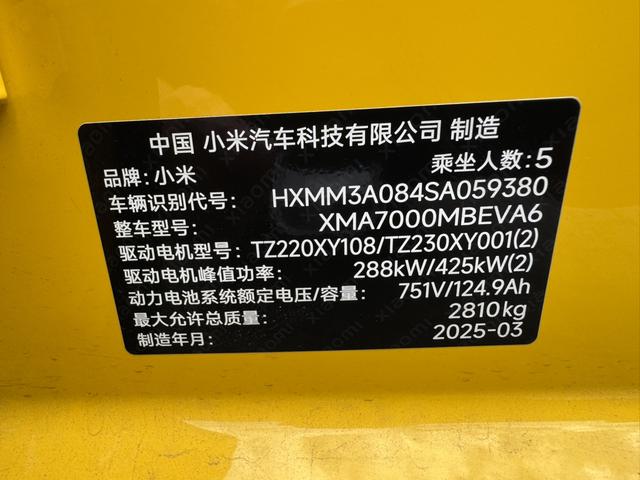 中国 小米汽车科技有限公司 制造
品牌:小米 乘坐人数:5
车辆识别代号: HXMM3A084SA059380
整车型号: XMA7000MBEVA6
驱动电机型号: TZ220XY108/TZ230XY001(2)
驱动电机峰值功率: 288kW/425kW(2)
动力电池系统额定电压/容量: 751V/124.9Ah
最大允许总质量: 2810kg
制造年月: 2025-03